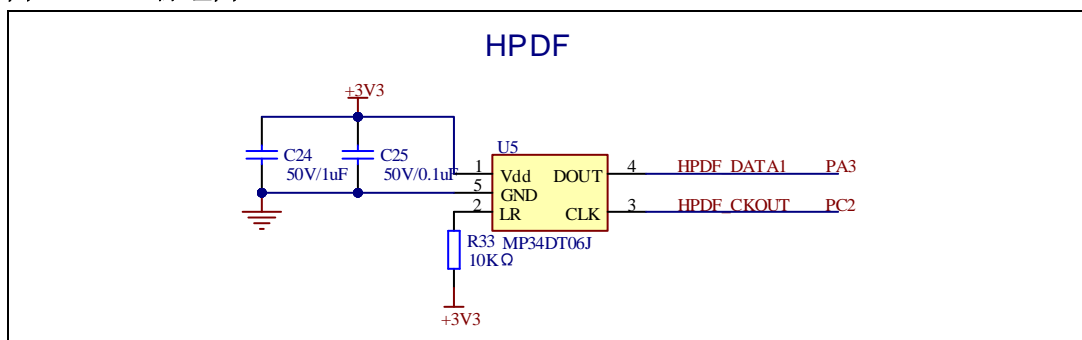 HPDF
+3V3
U5
C24
C25
50V/1uF
50V/0.1uF
1
Vdd
DOUT
4
HPDF_DATA1
PA3
5
GND
2
LR
CLK
3
HPDF_CKOUT
PC2
R33
MP34DT06J
10KΩ
+3V3